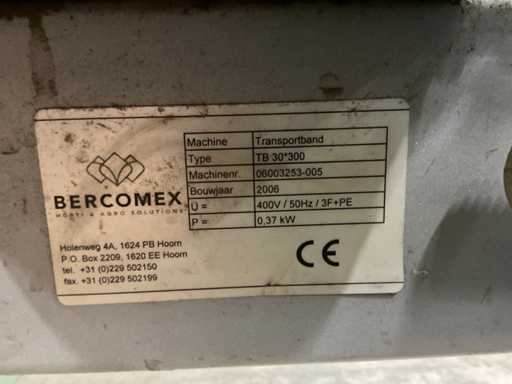 BERCOMEX
HORTI & AGRO SOLUTIONS
Machine Transportband
Type TB 30*300
Machinenr. 06003253-005
Bouwjaar 2006
U = 400V / 50Hz / 3F+PE
P = 0,37 kW
Holenweg 4A, 1624 PB Hoorn
P.O. Box 2209, 1620 EE Hoorn
tel. +31 (0)229 502150
fax. +31 (0)229 502199
CE